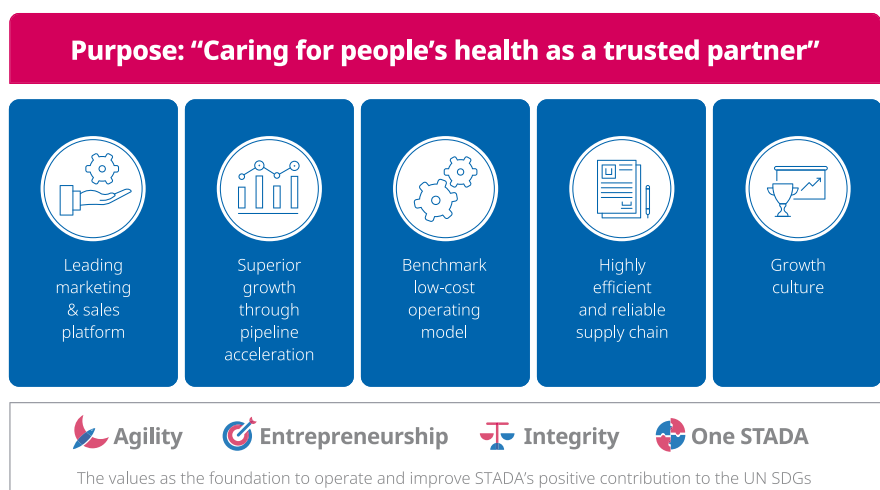 Purpose: “Caring for people’s health as a trusted partner”
Leading
marketing
& sales
platform
Superior
growth
through
pipeline
acceleration
Benchmark
low-cost
operating
model
Highly
efficient
and reliable
supply chain
Growth
culture
Agility
Entrepreneurship
Integrity
One STADA
The values as the foundation to operate and improve STADA’s positive contribution to the UN SDGs